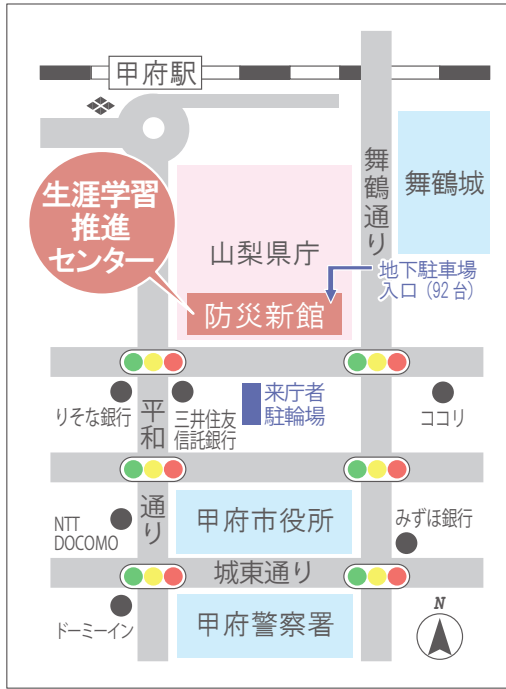 甲府駅
舞鶴通り
舞鶴城
生涯学習
推進
センター
山梨県庁
地下駐車場
入口（92台）
防災新館
りそな銀行
平和通り
三井住友
信託銀行
来庁者
駐輪場
ココリ
NTT
DOCOMO
甲府市役所
みずほ銀行
城東通り
ドーミーイン
甲府警察署
N